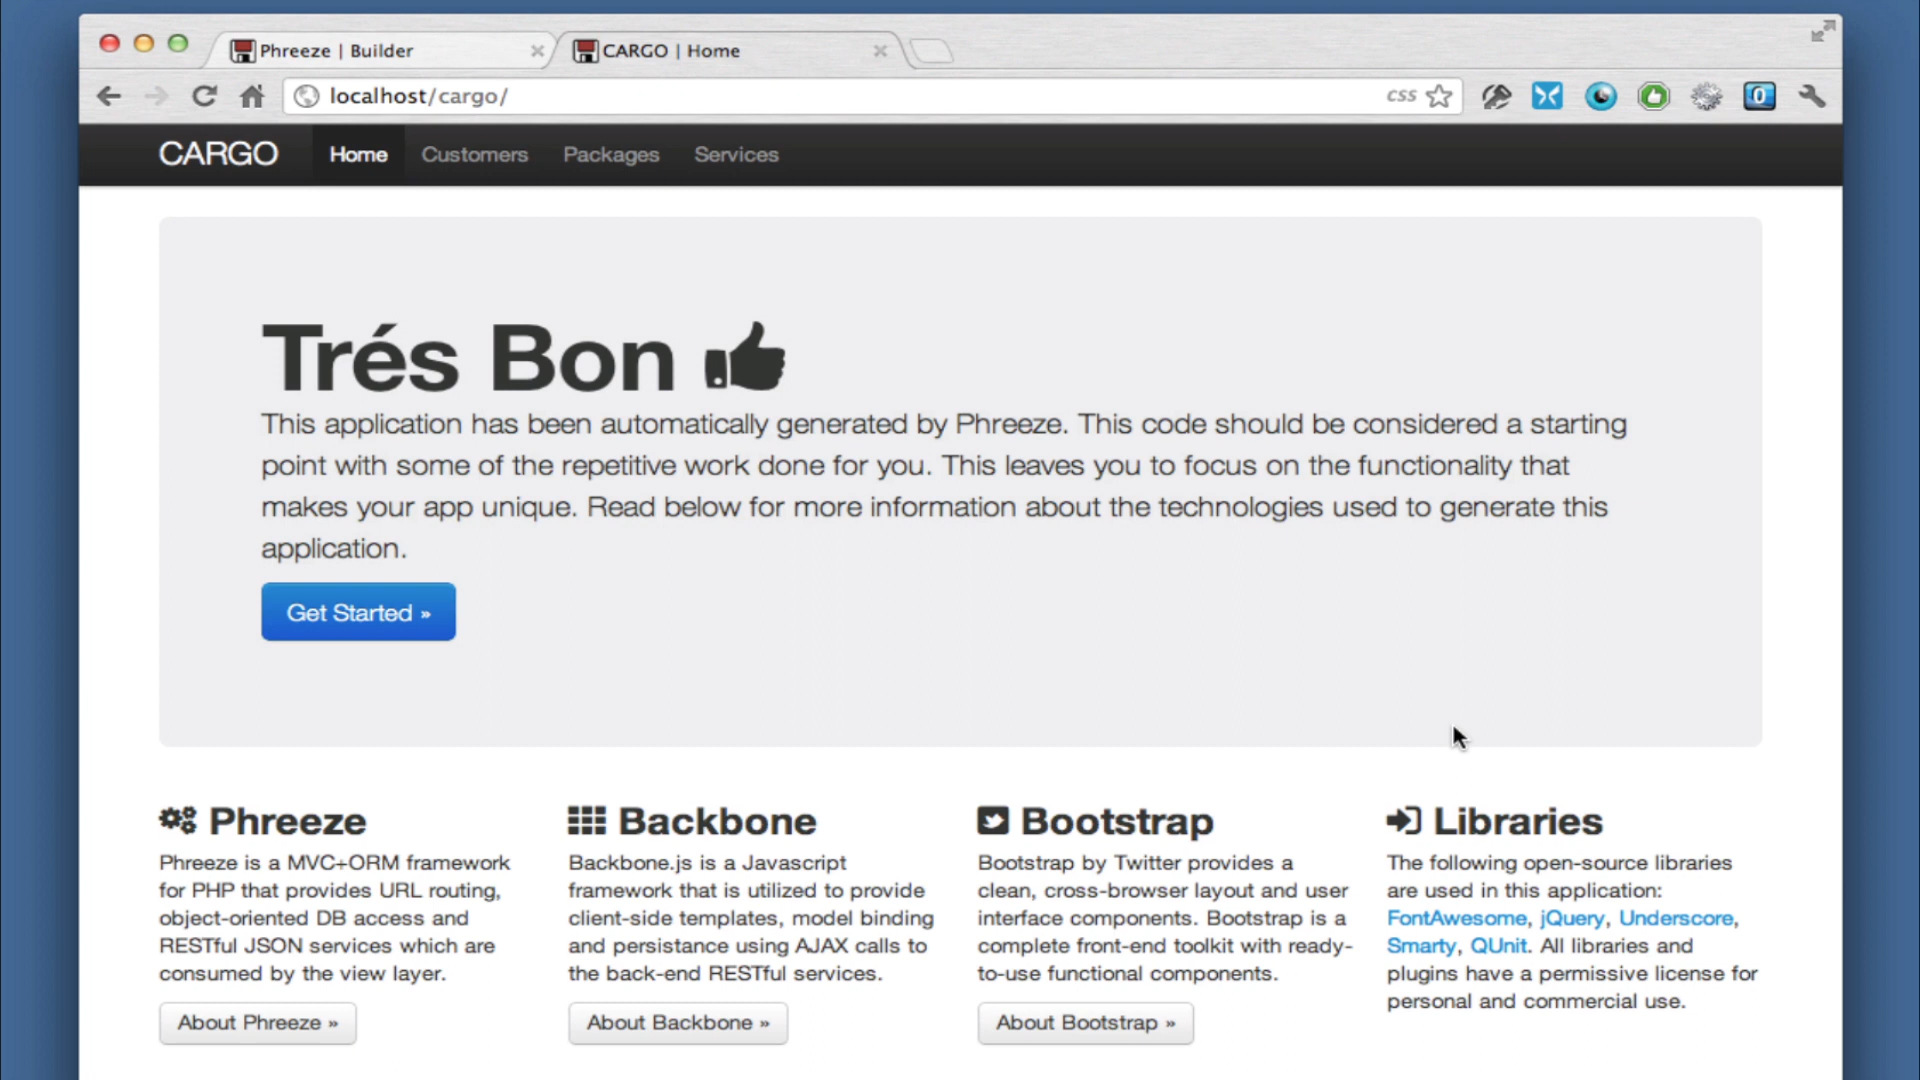 Phreeze | Builder
CARGO | Home
localhost/cargo/
css
0
CARGO Home Customers Packages Services
Trés Bon
This application has been automatically generated by Phreeze. This code should be considered a starting
point with some of the repetitive work done for you. This leaves you to focus on the functionality that
makes your app unique. Read below for more information about the technologies used to generate this
application.
Get Started »
Phreeze
Phreeze is a MVC+ORM framework
for PHP that provides URL routing,
object-oriented DB access and
RESTful JSON services which are
consumed by the view layer.
About Phreeze »
Backbone
Backbone.js is a Javascript
framework that is utilized to provide
client-side templates, model binding
and persistance using AJAX calls to
the back-end RESTful services.
About Backbone »
Bootstrap
Bootstrap by Twitter provides a
clean, cross-browser layout and user
interface components. Bootstrap is a
complete front-end toolkit with ready-
to-use functional components.
About Bootstrap »
Libraries
The following open-source libraries
are used in this application:
FontAwesome, jQuery, Underscore,
Smarty, QUnit. All libraries and
plugins have a permissive license for
personal and commercial use.